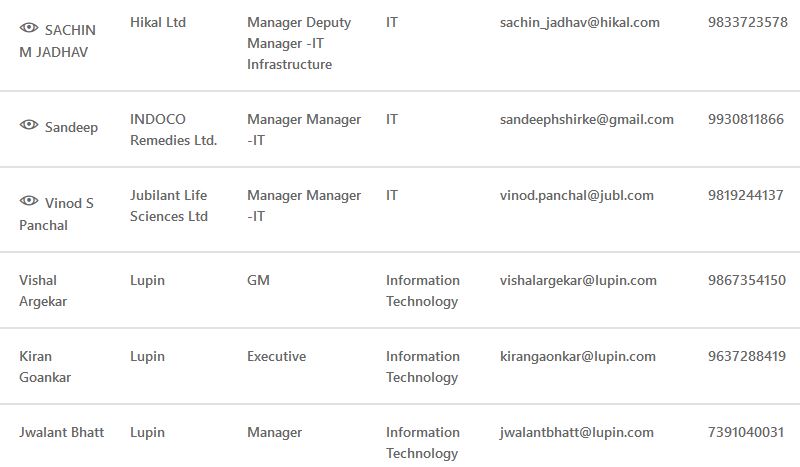 SACHIN M JADHAV Hikal Ltd Manager Deputy Manager -IT Infrastructure IT sachin_jadhav@hikal.com 9833723578
Sandeep INDOCO Remedies Ltd. Manager Manager -IT IT sandeephshirke@gmail.com 9930811866
Vinod S Panchal Jubilant Life Sciences Ltd Manager Manager -IT IT vinod.panchal@jubl.com 9819244137
Vishal Argekar Lupin GM Information Technology vishalargekar@lupin.com 9867354150
Kiran Goankar Lupin Executive Information Technology kirangaonkar@lupin.com 9637288419
Jwalant Bhatt Lupin Manager Information Technology jwalantbhatt@lupin.com 7391040031